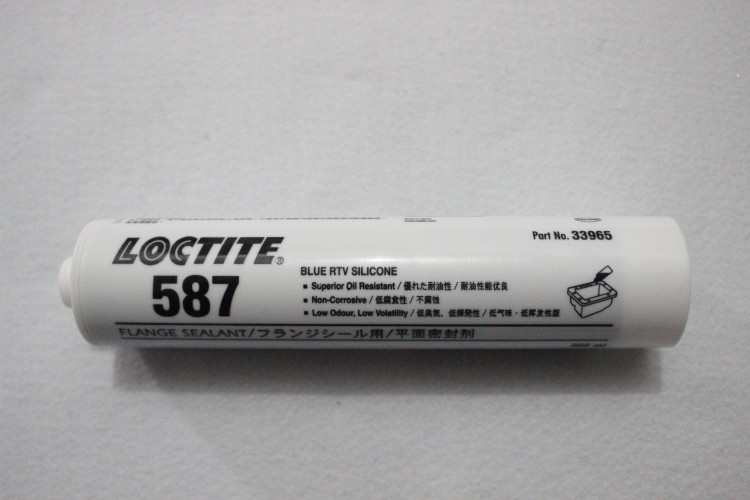 Part No. 33965
LOCTITE®
587
BLUE RTV SILICONE
▪ Superior Oil Resistant / 優れた耐油性 / 耐油性能优良
▪ Non-Corrosive / 低腐食性 / 不腐蚀
▪ Low Odour, Low Volatility / 低臭気、低揮発性 / 低气味·低挥发性
FLANGE SEALANT/フランジシール用/平面密封剂